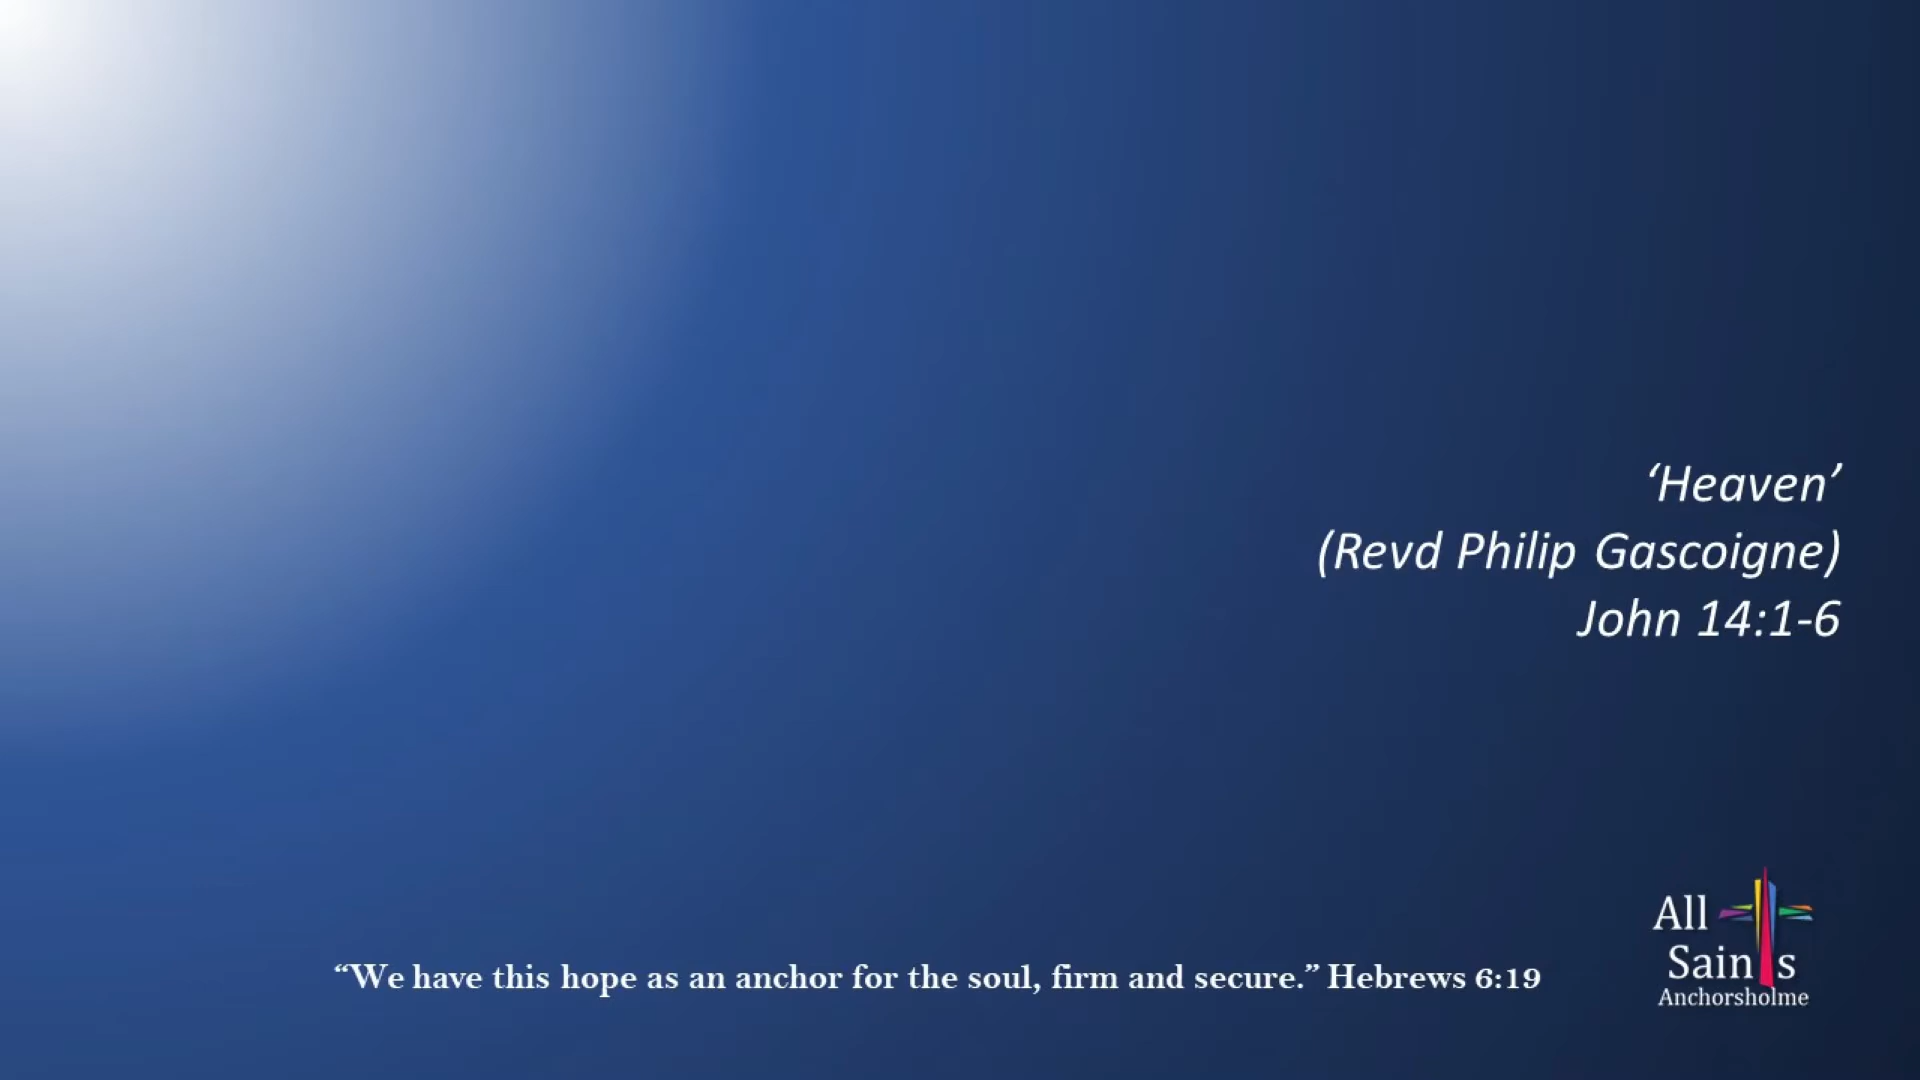 ‘Heaven’
(Revd Philip Gascoigne)
John 14:1-6
“We have this hope as an anchor for the soul, firm and secure.” Hebrews 6:19
All
Saints
Anchorsholme